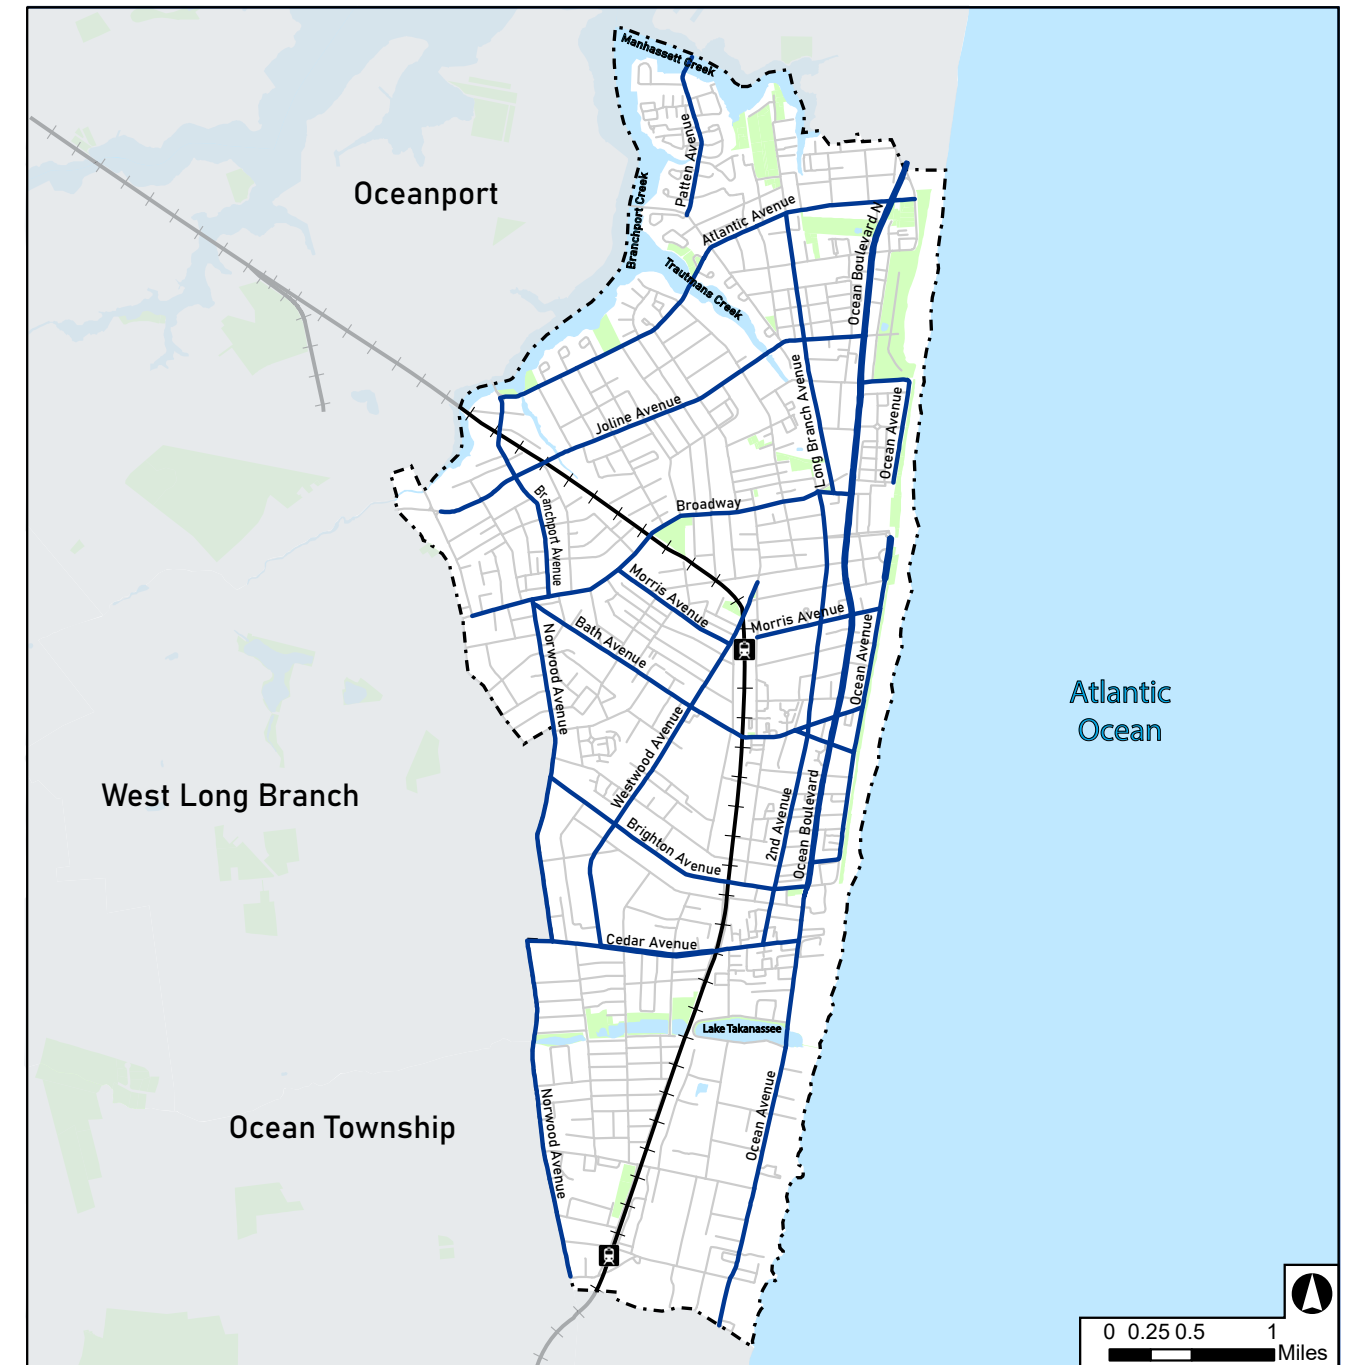 Manhassett Creek
Patten Avenue
Oceanport
Branchport Creek
Atlantic Avenue
Ocean Boulevard N
Trautmans Creek
Long Branch Avenue
Joline Avenue
Ocean Avenue
Broadway
Branchport Avenue
Morris Avenue
Morris Avenue
Bath Avenue
Norwood Avenue
Ocean Avenue
Atlantic
Ocean
Westwood Avenue
West Long Branch
2nd Avenue
Ocean Boulevard
Brighton Avenue
Cedar Avenue
Lake Takanassee
Ocean Avenue
Ocean Township
Norwood Avenue
0 0.25 0.5 1
Miles